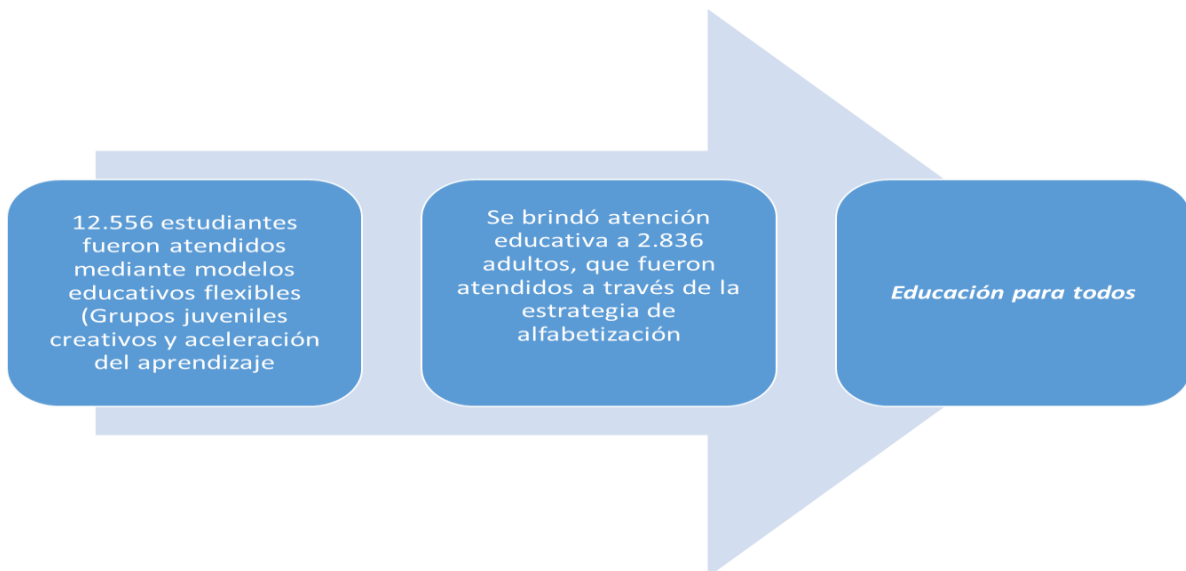 12.556 estudiantes
fueron atendidos
mediante modelos
educativos flexibles
(Grupos juveniles
creativos y aceleración
del aprendizaje
Se brindó atención
educativa a 2.836
adultos, que fueron
atendidos a través de la
estrategia de
alfabetización
Educación para todos